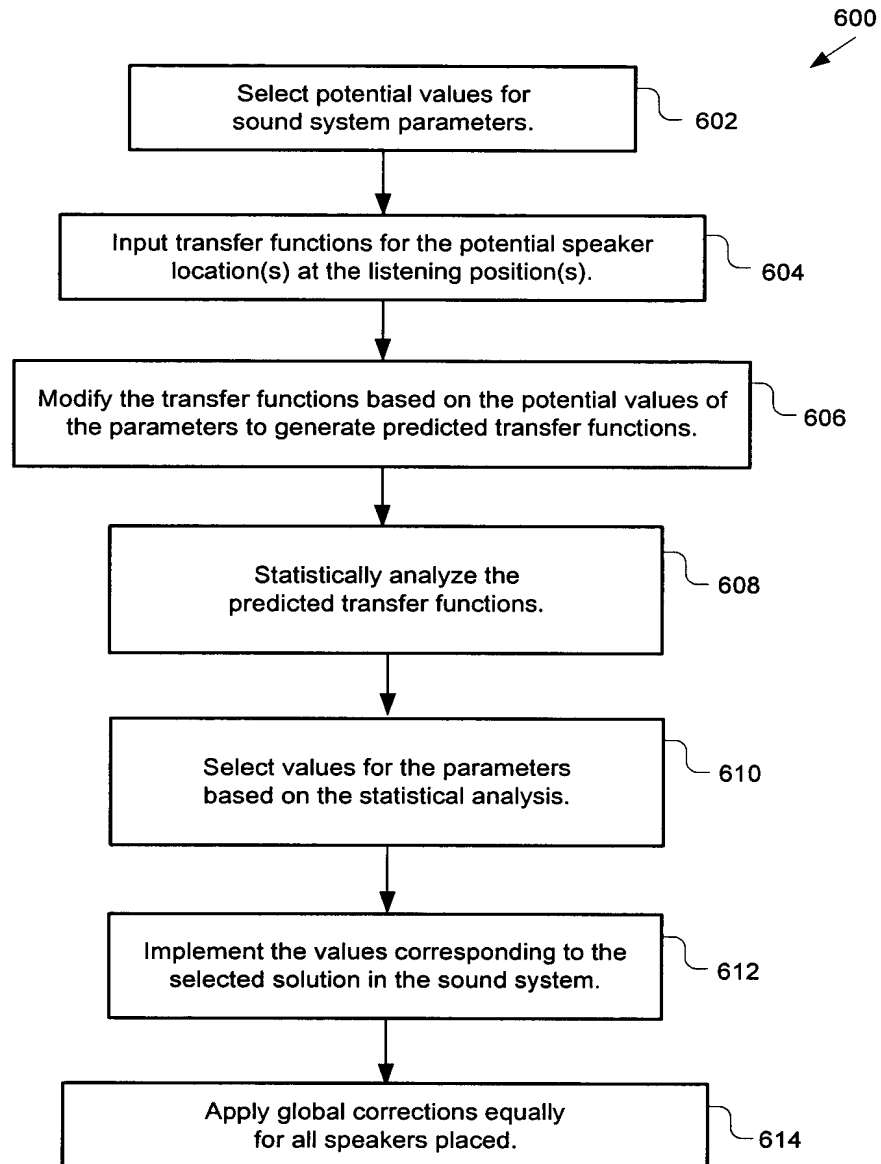 600
Select potential values for
sound system parameters.
602
Input transfer functions for the potential speaker
location(s) at the listening position(s).
604
Modify the transfer functions based on the potential values of
the parameters to generate predicted transfer functions.
606
Statistically analyze the
predicted transfer functions.
608
Select values for the parameters
based on the statistical analysis.
610
Implement the values corresponding to the
selected solution in the sound system.
612
Apply global corrections equally
for all speakers placed.
614